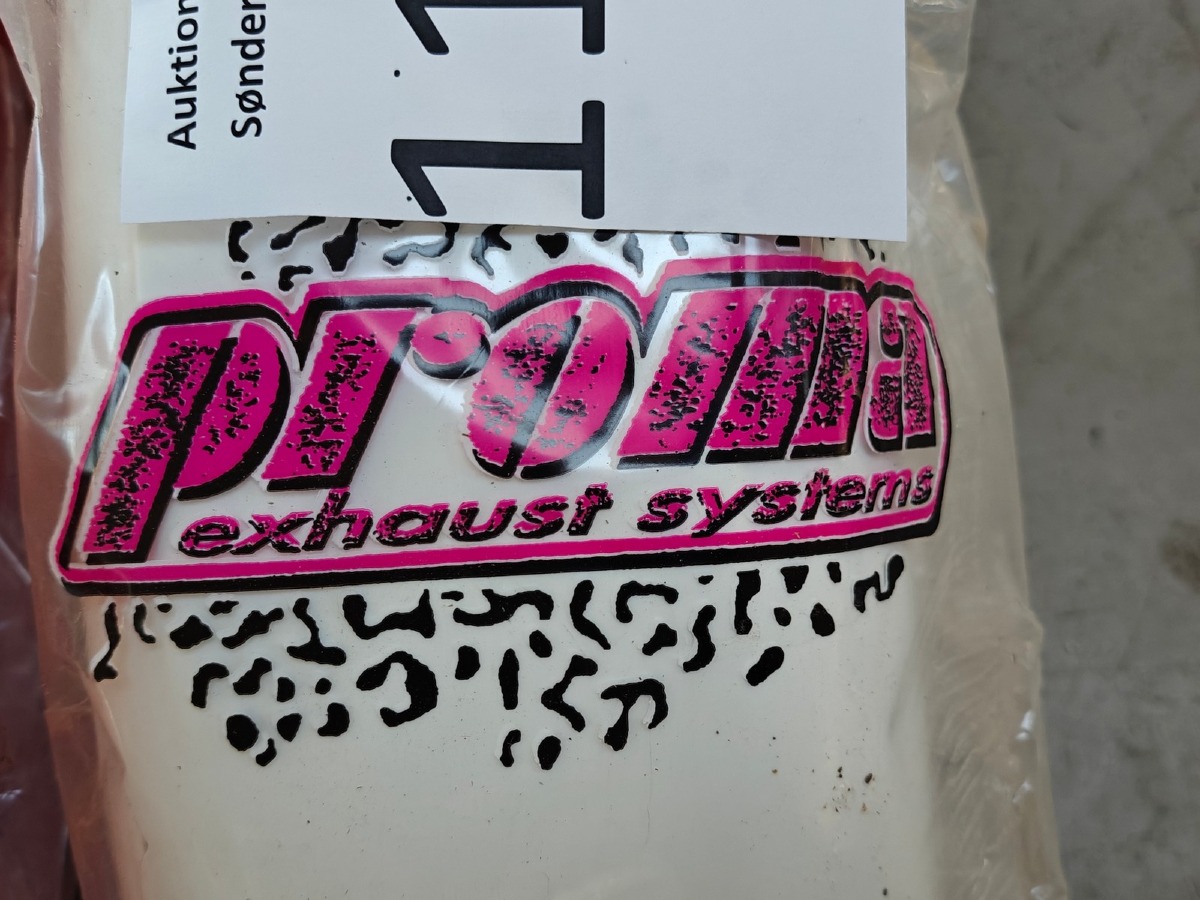 Auktion
Sønder
11
proma
exhaust systems